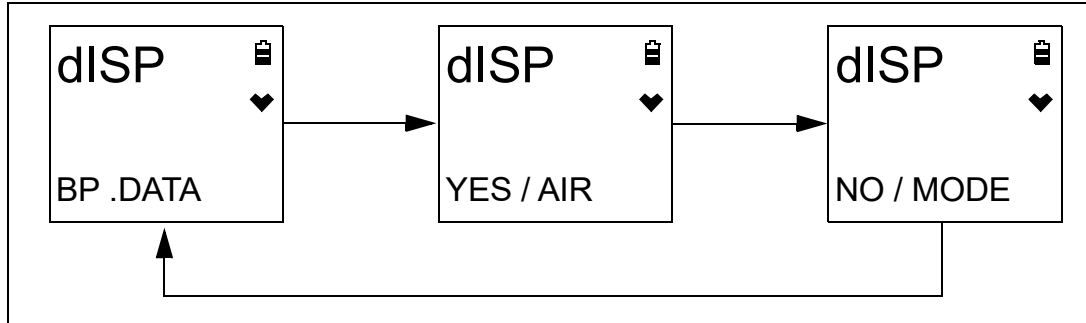 dISP
BP .DATA
dISP
YES / AIR
dISP
NO / MODE